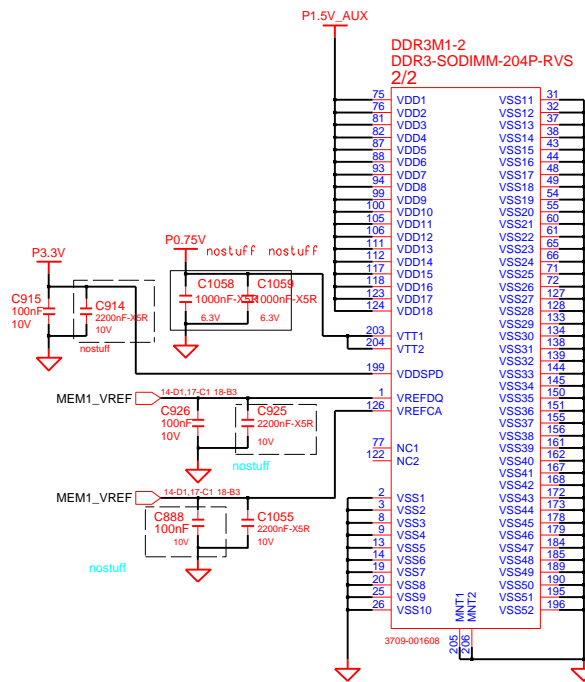 P1.5V_AUX
DDR3M1-2
DDR3-SODIMM-204P-RVS
2/2
75 VDD1 VSS11 31
76 VDD2 VSS12 32
81 VDD3 VSS13 37
82 VDD4 VSS14 38
87 VDD5 VSS15 43
88 VDD6 VSS16 44
93 VDD7 VSS17 48
94 VDD8 VSS18 49
99 VDD9 VSS19 54
100 VDD10 VSS20 55
105 VDD11 VSS21 60
106 VDD12 VSS22 61
111 VDD13 VSS23 65
112 VDD14 VSS24 66
117 VDD15 VSS25 71
118 VDD16 VSS26 72
123 VDD17 VSS27 127
124 VDD18 VSS28 128
VSS29 133
203 VTT1 VSS30 134
204 VTT2 VSS31 138
VSS32 139
199 VDDSPD VSS33 144
VSS34 145
1 VREFDQ VSS35 150
126 VREFCA VSS36 151
VSS37 155
VSS38 156
77 NC1 VSS39 161
122 NC2 VSS40 162
VSS41 167
VSS42 168
2 VSS1 VSS43 172
3 VSS2 VSS44 173
8 VSS3 VSS45 178
9 VSS4 VSS46 179
13 VSS5 VSS47 184
14 VSS6 VSS48 185
19 VSS7 VSS49 189
20 VSS8 VSS50 190
25 VSS9 VSS51 195
26 VSS10 VSS52 196
MNT1
MNT2
205
206
3709-001608
P0.75V
nostuff nostuff
C1058
1000nF-X5R
6.3V
C1059
1000nF-X5R
6.3V
P3.3V
C915
100nF
10V
C914
2200nF-X5R
10V
nostuff
MEM1_VREF 14-D1,17-C1 18-B3
C926
100nF
10V
C925
2200nF-X5R
10V
nostuff
MEM1_VREF 14-D1,17-C1 18-B3
C888
100nF
10V
C1055
2200nF-X5R
10V
nostuff